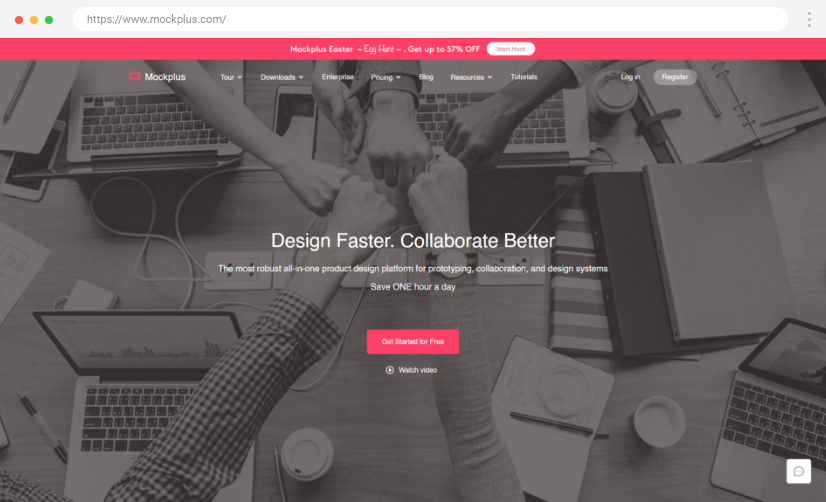 https://www.mockplus.com/
Mockplus Easter ~ Egg Hunt ~ . Get up to 57% OFF Start Hunt
Mockplus Tour Downloads Enterprise Pricing Blog Resources Tutorials Log in Register
Design Faster. Collaborate Better
The most robust all-in-one product design platform for prototyping, collaboration, and design systems
Save ONE hour a day
Get Started for Free
Watch video